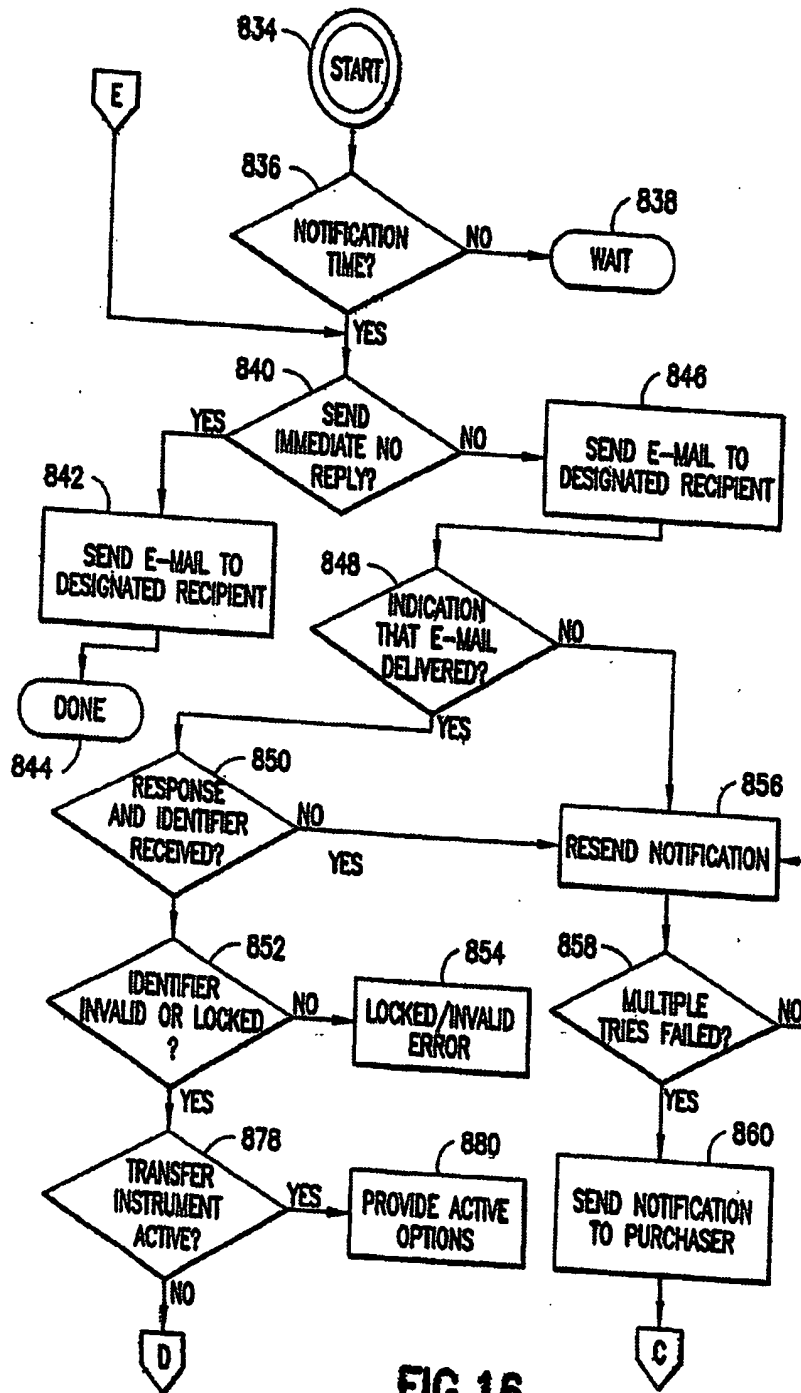 834
START
E
836
838
NOTIFICATION
TIME?
NO
WAIT
YES
840
846
YES
SEND
IMMEDIATE NO
REPLY?
NO
SEND E-MAIL TO
DESIGNATED RECIPIENT
842
SEND E-MAIL TO
DESIGNATED RECIPIENT
848
INDICATION
THAT E-MAIL
DELIVERED?
NO
YES
DONE
844
850
RESPONSE
AND IDENTIFIER
RECEIVED?
NO
YES
856
RESEND NOTIFICATION
852
IDENTIFIER
INVALID OR LOCKED
?
NO
854
LOCKED/INVALID
ERROR
858
MULTIPLE
TRIES FAILED?
NO
YES
YES
878
TRANSFER
INSTRUMENT
ACTIVE?
YES
880
PROVIDE ACTIVE
OPTIONS
860
SEND NOTIFICATION
TO PURCHASER
NO
D
C
FIG.16